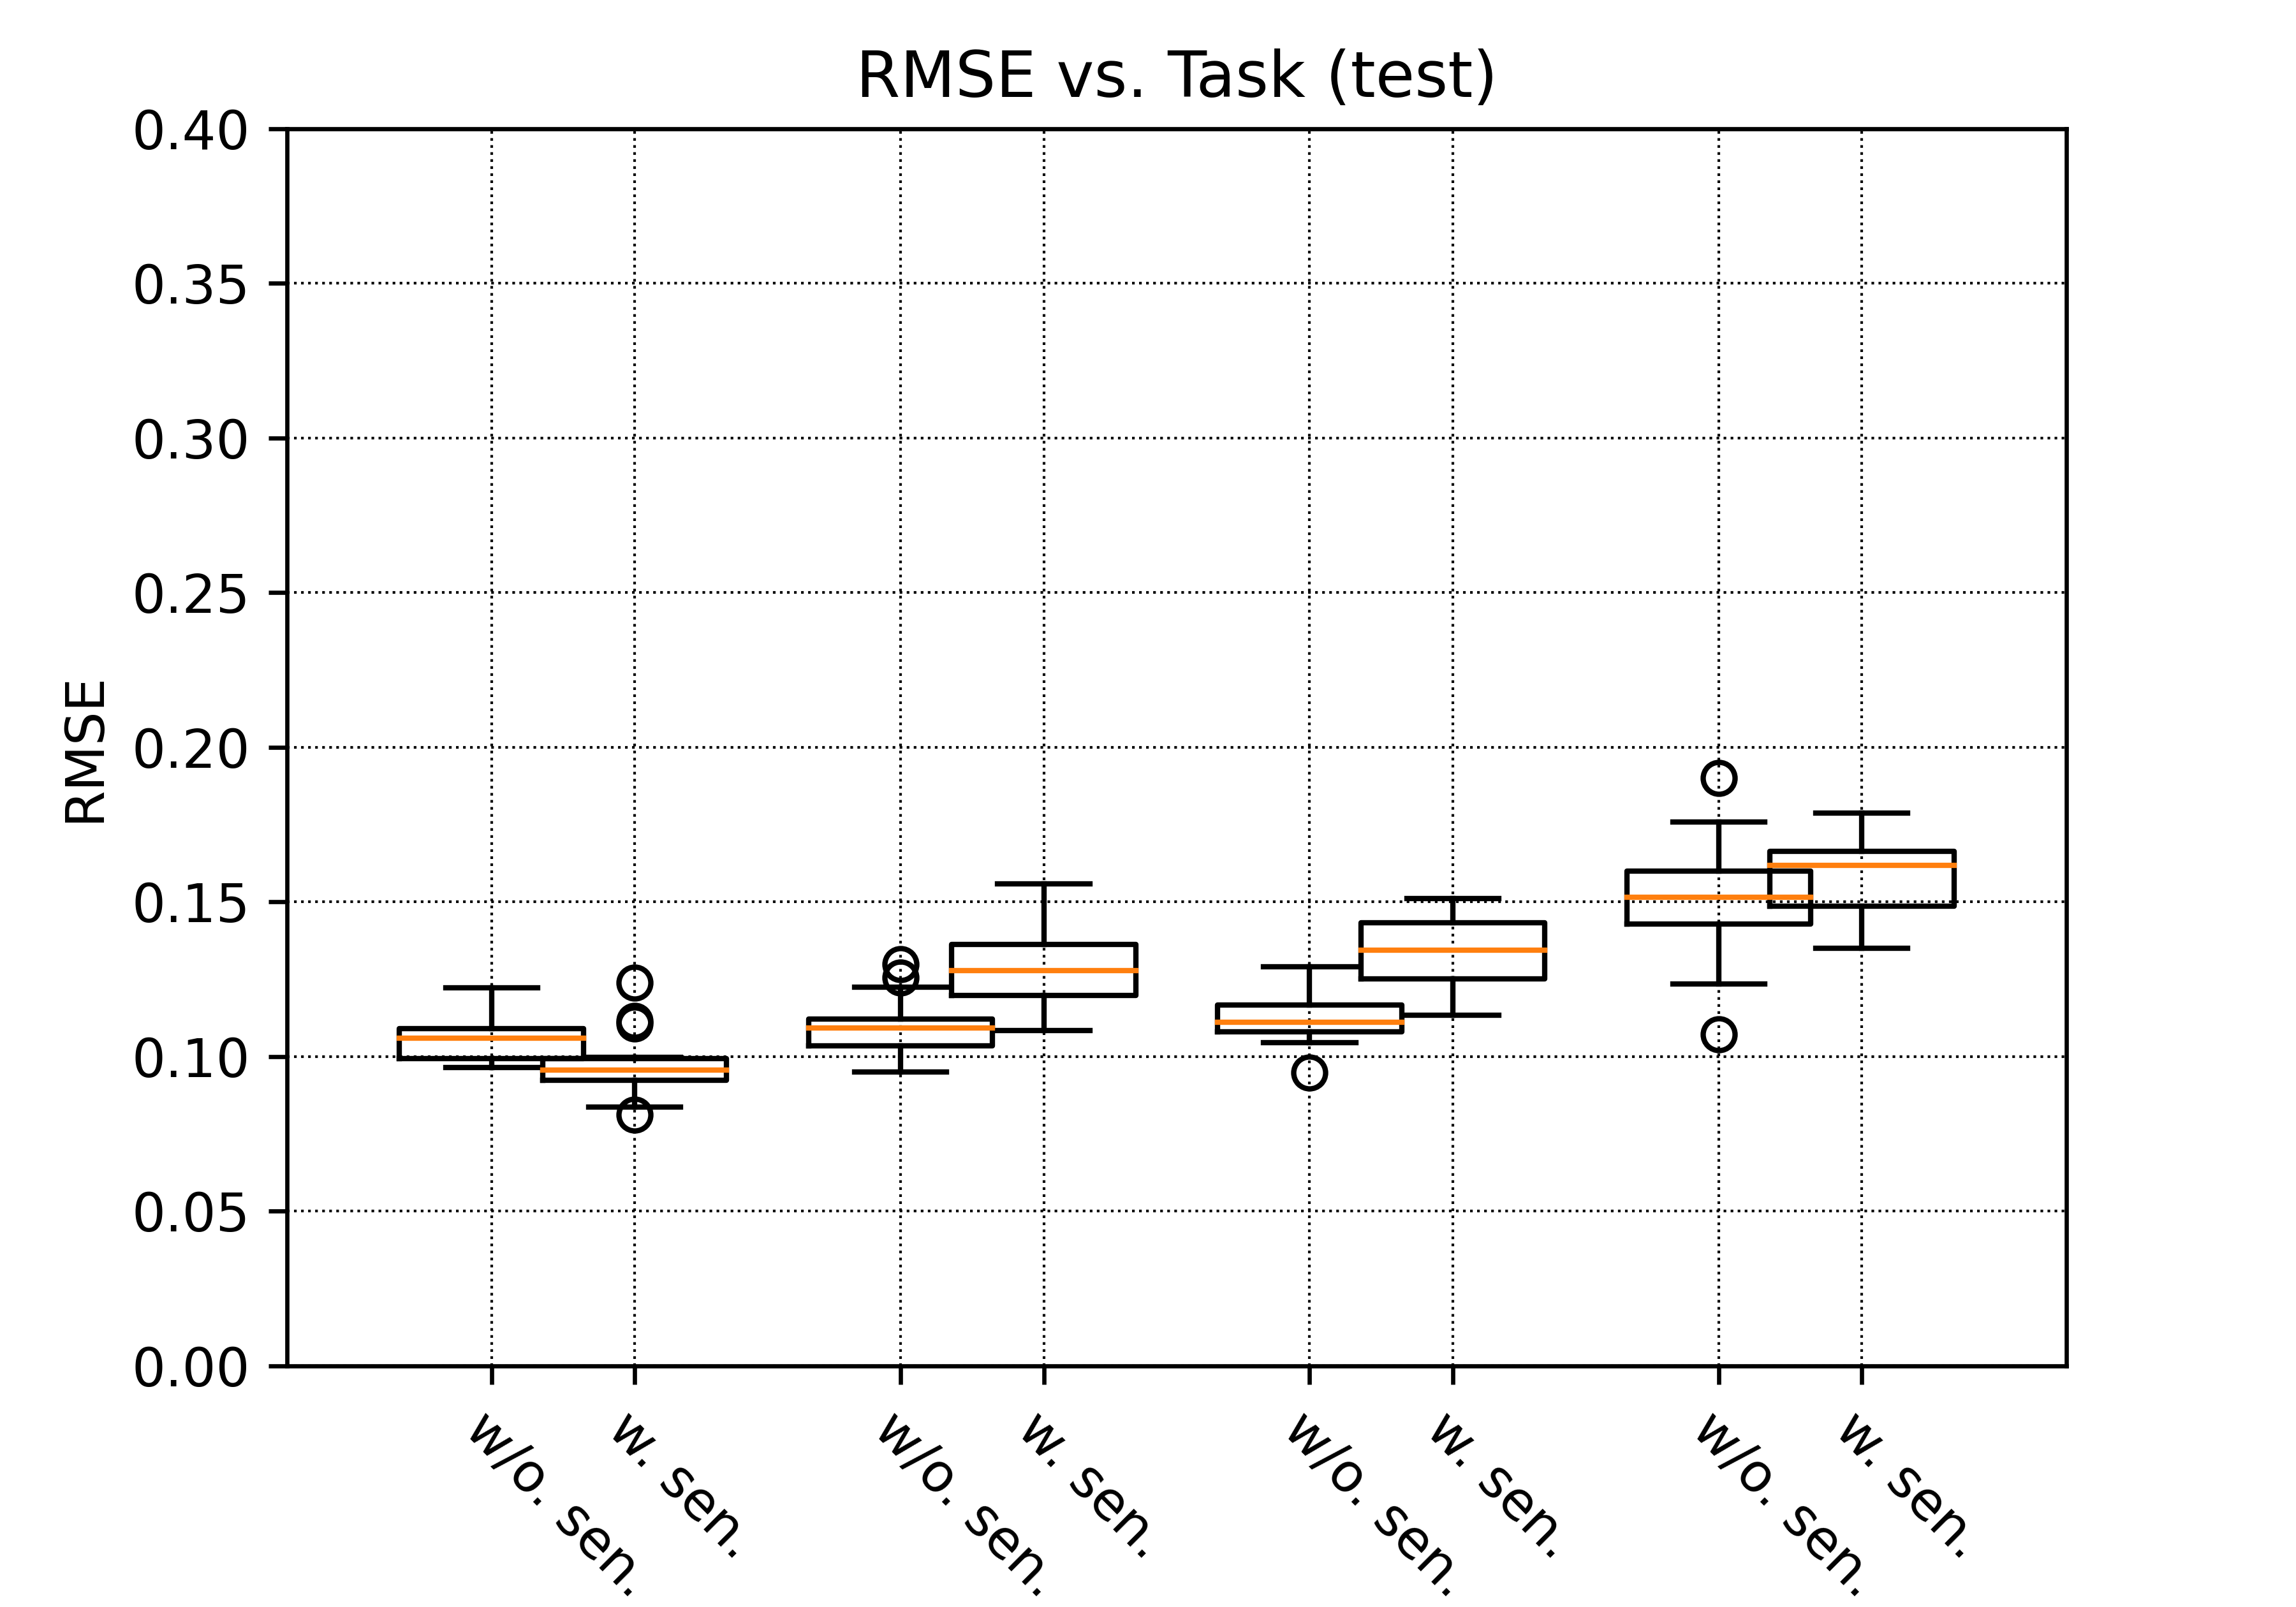 RMSE vs. Task (test)
0.40
0.35
0.30
0.25
0.20
0.15
0.10
0.05
0.00
RMSE
w/o. sen.
w. sen.
w/o. sen.
w. sen.
w/o. sen.
w. sen.
w/o. sen.
w. sen.